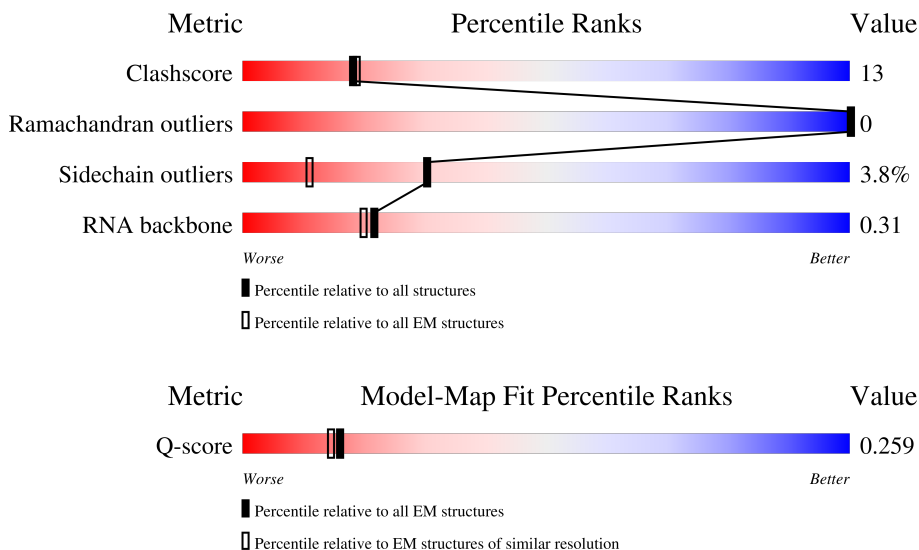 Metric Percentile Ranks Value
Clashscore 13
Ramachandran outliers 0
Sidechain outliers 3.8%
RNA backbone 0.31
Worse Better
Percentile relative to all structures
Percentile relative to all EM structures
Metric Model-Map Fit Percentile Ranks Value
Q-score 0.259
Worse Better
Percentile relative to all EM structures
Percentile relative to EM structures of similar resolution